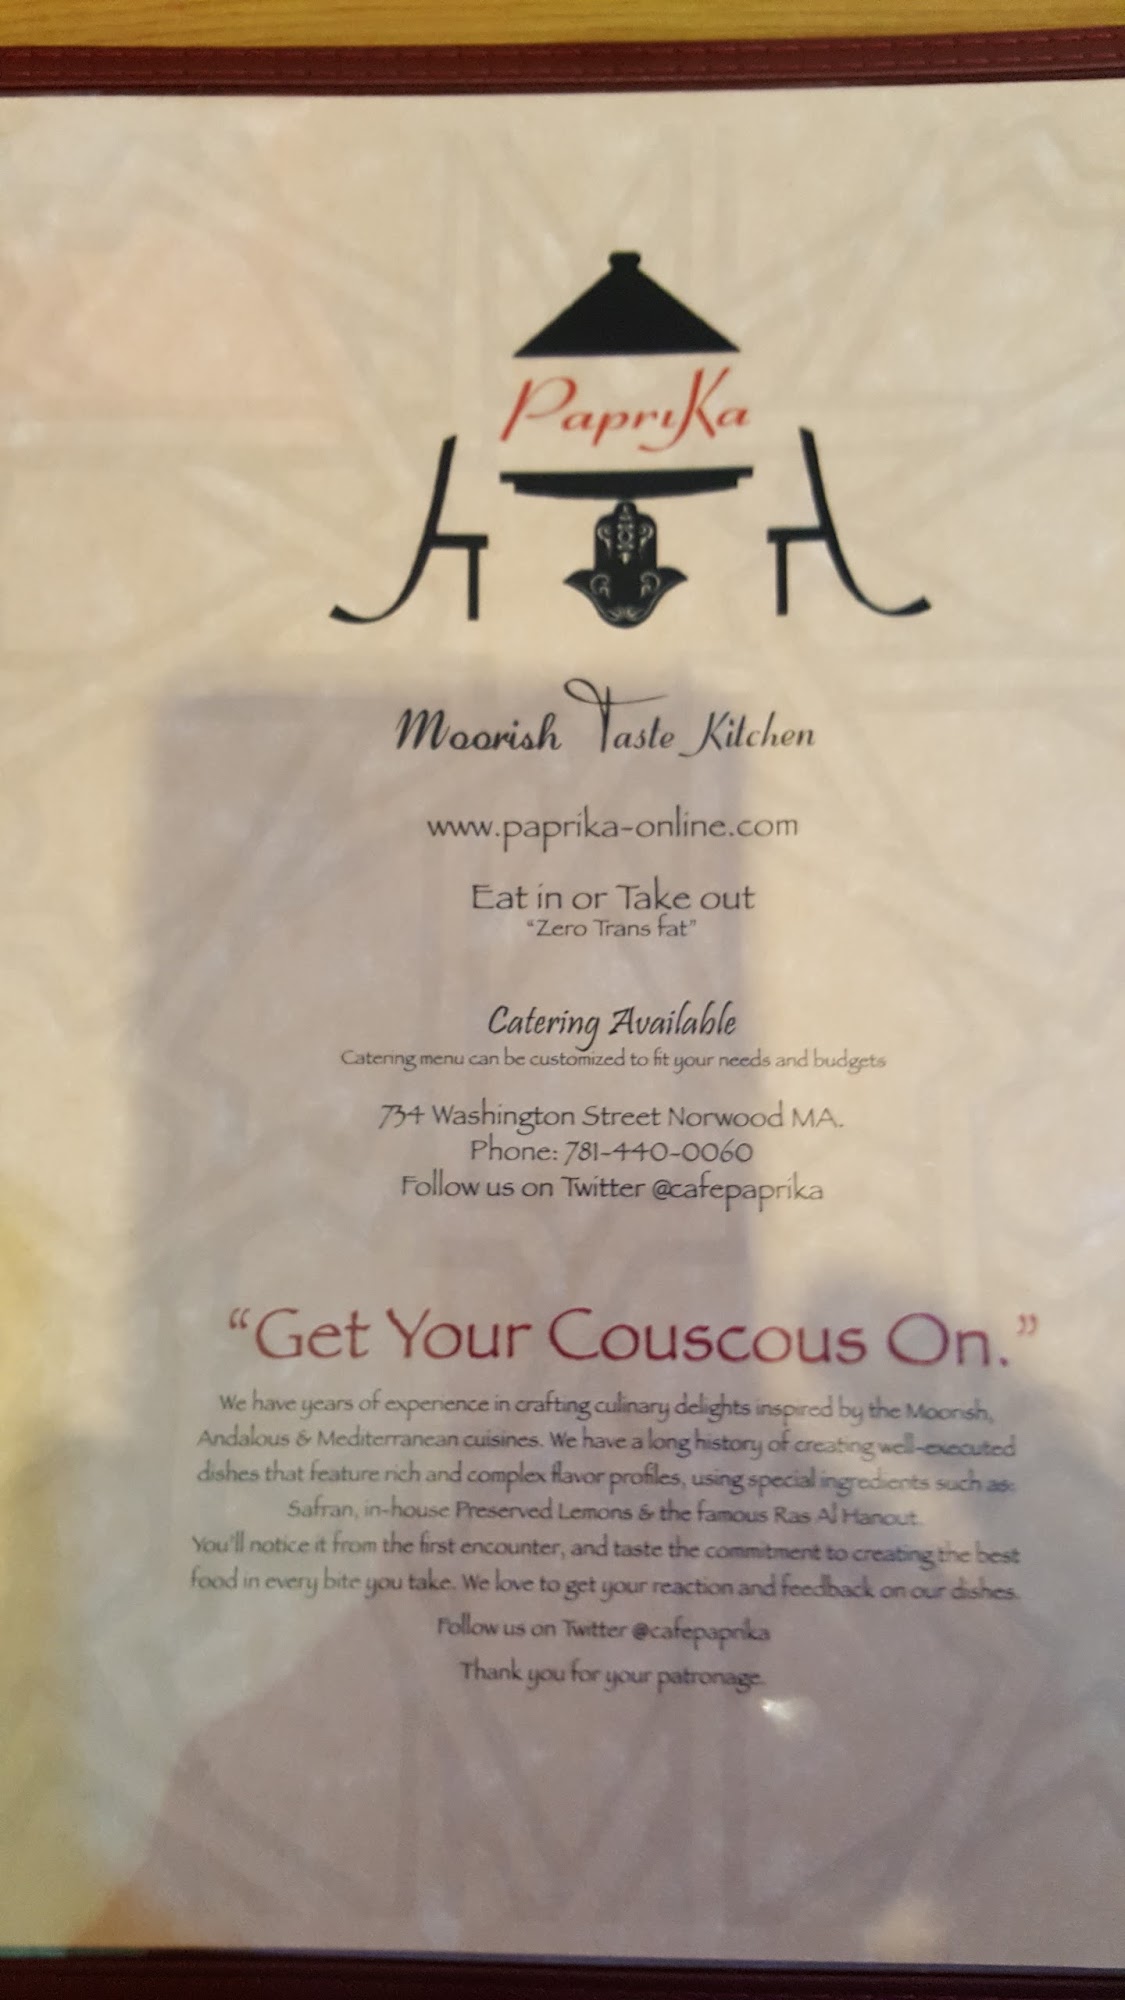 PapriKa
Moorish Taste Kitchen
www.paprika-online.com
Eat in or Take out
"Zero Trans fat"
Catering Available
Catering menu can be customized to fit your needs and budgets
734 Washington Street Norwood MA.
Phone: 781-440-0060
Follow us on Twitter @cafepaprika
"Get Your Couscous On."
We have years of experience in crafting culinary delights inspired by the Moorish,
Andalous & Mediterranean cuisines. We have a long history of creating well-executed
dishes that feature rich and complex flavor profiles, using special ingredients such as:
Safran, in-house Preserved Lemons & the famous Ras Al Hanout.
You'll notice it from the first encounter, and taste the commitment to creating the best
food in every bite you take. We love to get your reaction and feedback on our dishes.
Follow us on Twitter @cafepaprika
Thank you for your patronage.